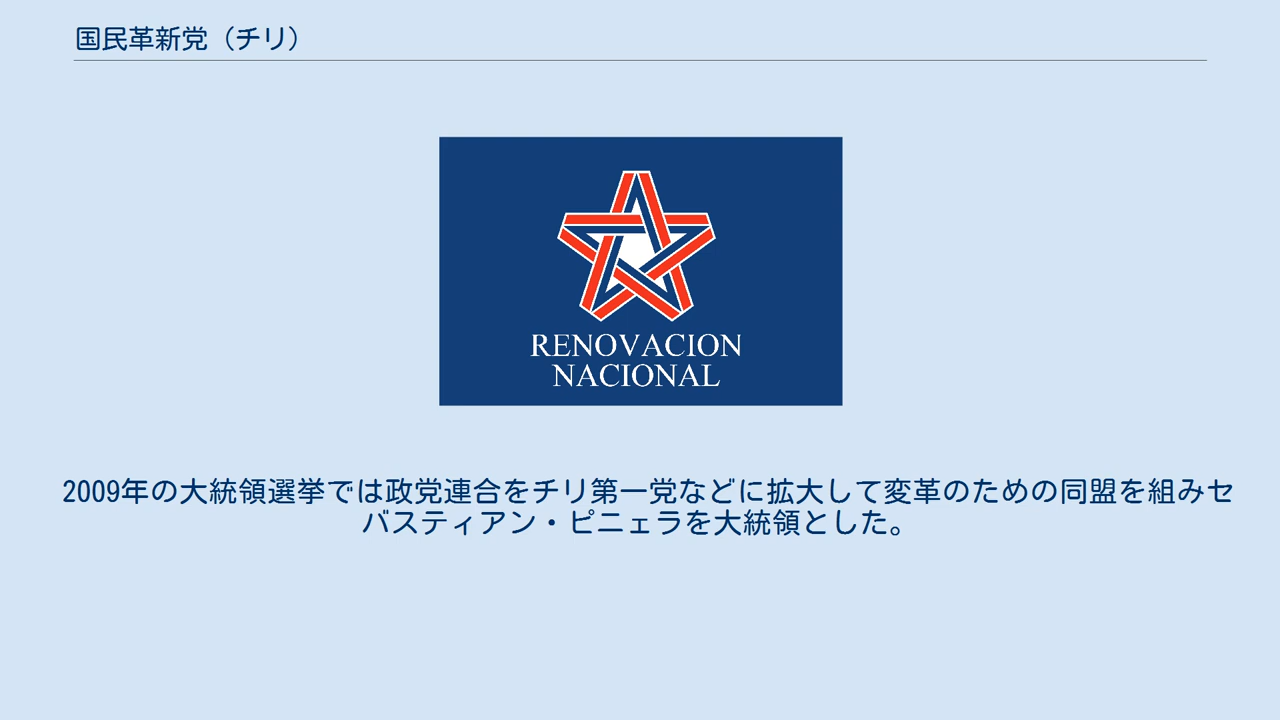 国民革新党（チリ）
RENOVACION
NACIONAL
2009年の大統領選挙では政党連合をチリ第一党などに拡大して変革のための同盟を組みセ
バスティアン・ピニェラを大統領とした。